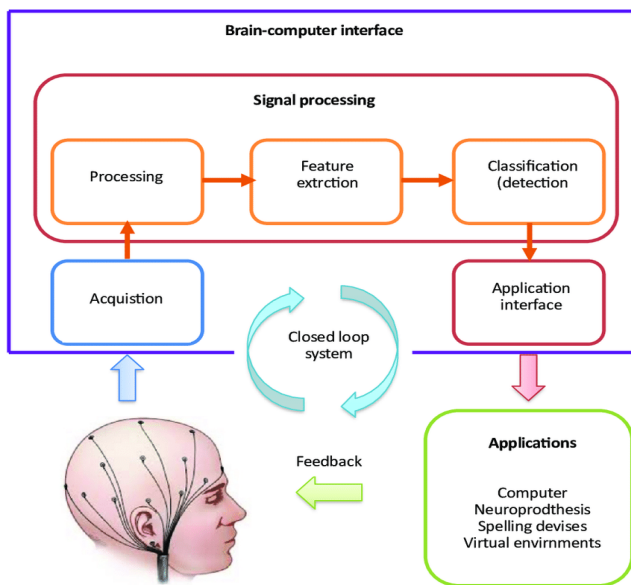 Brain-computer interface
Signal processing
Processing
Feature
extrction
Classification
(detection
Acquistion
Application
interface
Closed loop
system
Feedback
Applications
Computer
Neuroprodthesis
Spelling devises
Virtual envirnments